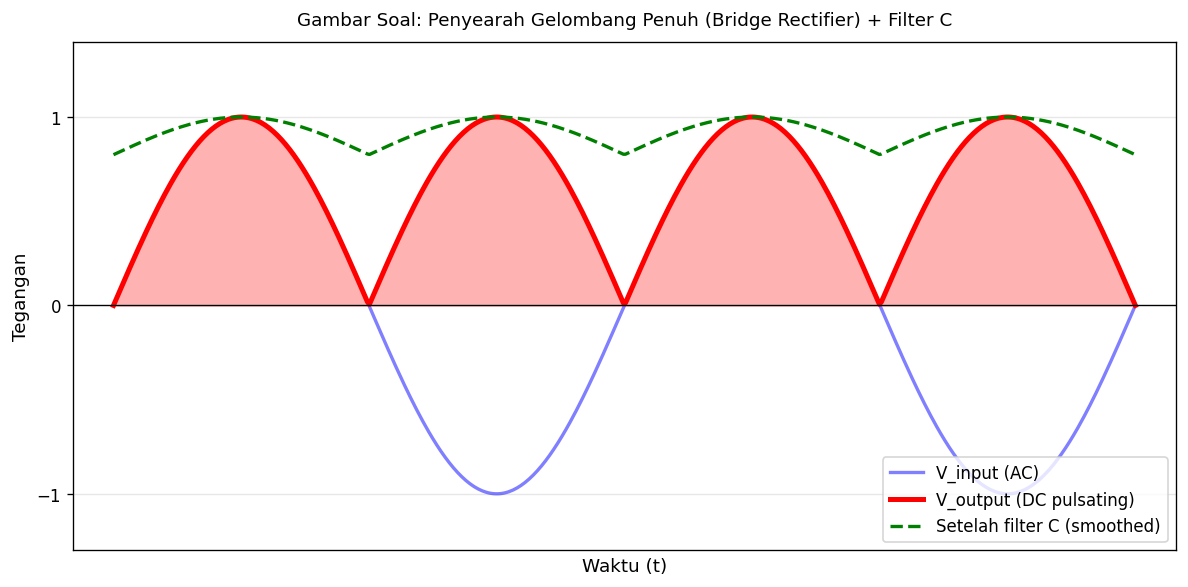 Gambar Soal: Penyearah Gelombang Penuh (Bridge Rectifier) + Filter C
Tegangan
1
0
−1
V_input (AC)
V_output (DC pulsating)
Setelah filter C (smoothed)
Waktu (t)